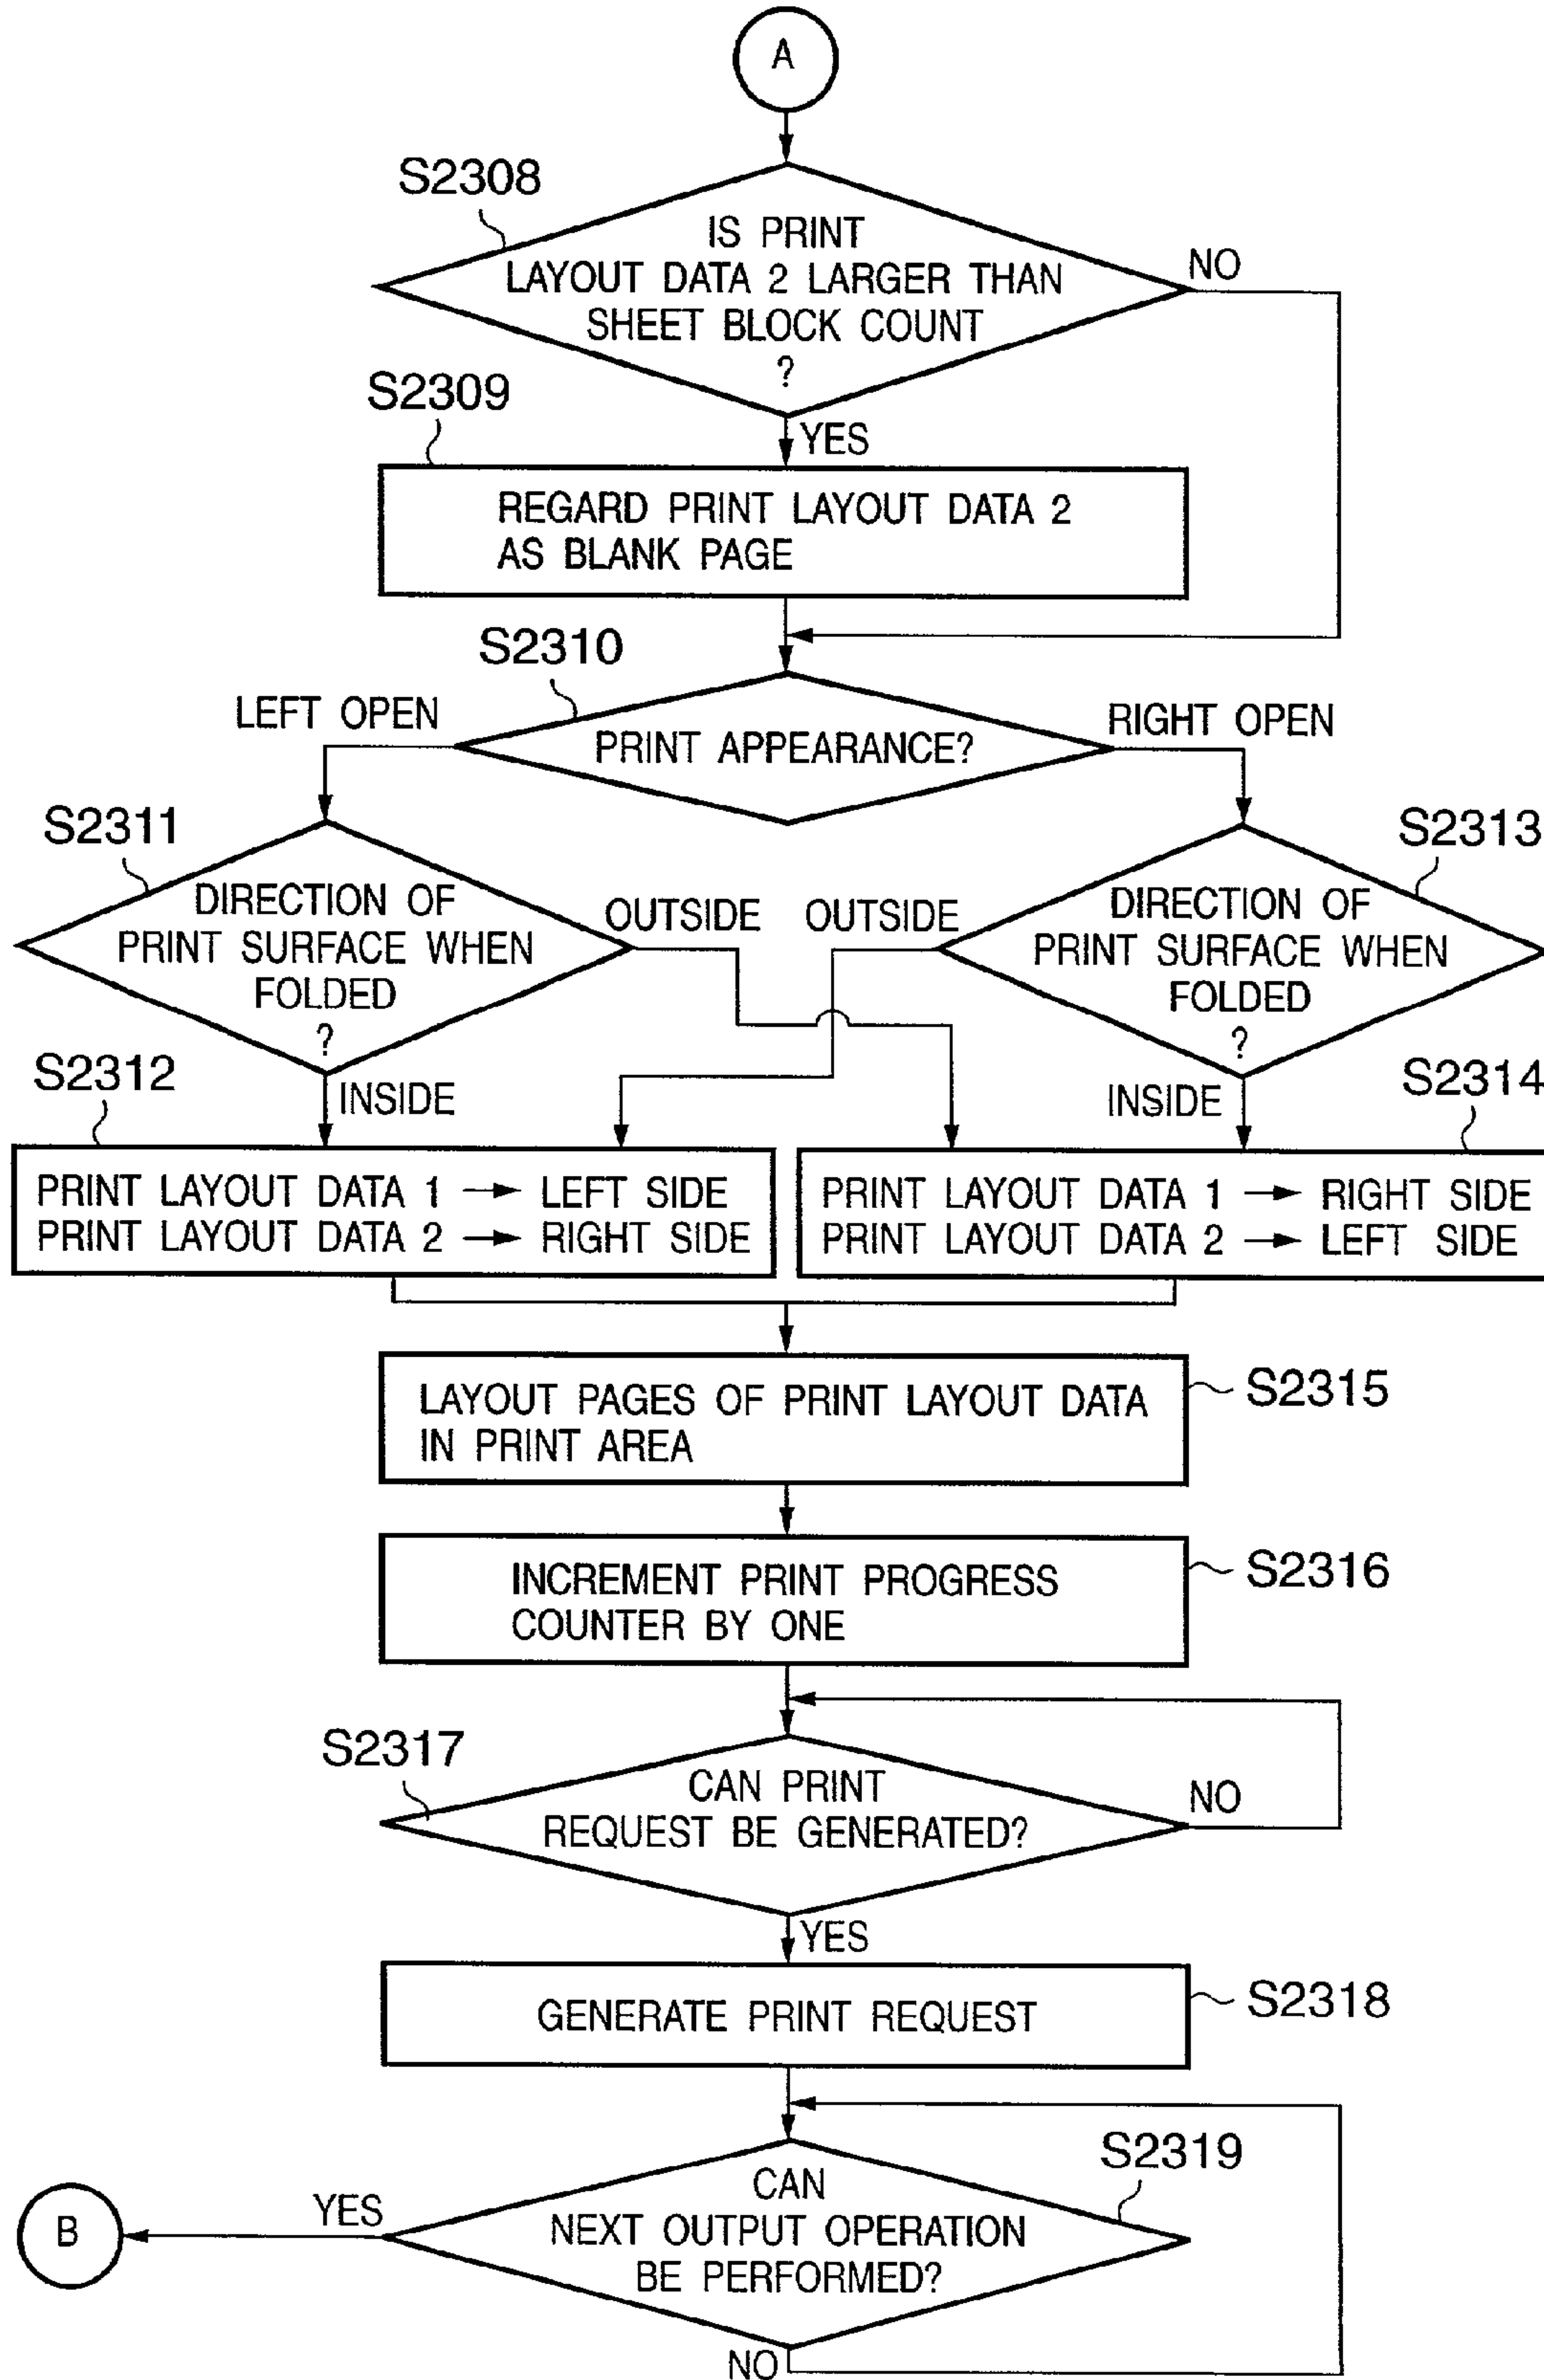 A
S2308
IS PRINT
LAYOUT DATA 2 LARGER THAN
SHEET BLOCK COUNT
?
NO
S2309
YES
REGARD PRINT LAYOUT DATA 2
AS BLANK PAGE
S2310
LEFT OPEN
PRINT APPEARANCE?
RIGHT OPEN
S2311
DIRECTION OF
PRINT SURFACE WHEN
FOLDED
?
OUTSIDE
OUTSIDE
S2313
DIRECTION OF
PRINT SURFACE WHEN
FOLDED
?
S2312
INSIDE
INSIDE
S2314
PRINT LAYOUT DATA 1 → LEFT SIDE
PRINT LAYOUT DATA 2 → RIGHT SIDE
PRINT LAYOUT DATA 1 → RIGHT SIDE
PRINT LAYOUT DATA 2 → LEFT SIDE
LAYOUT PAGES OF PRINT LAYOUT DATA
IN PRINT AREA
S2315
INCREMENT PRINT PROGRESS
COUNTER BY ONE
S2316
S2317
CAN PRINT
REQUEST BE GENERATED?
NO
YES
GENERATE PRINT REQUEST
S2318
S2319
CAN
NEXT OUTPUT OPERATION
BE PERFORMED?
YES
B
NO